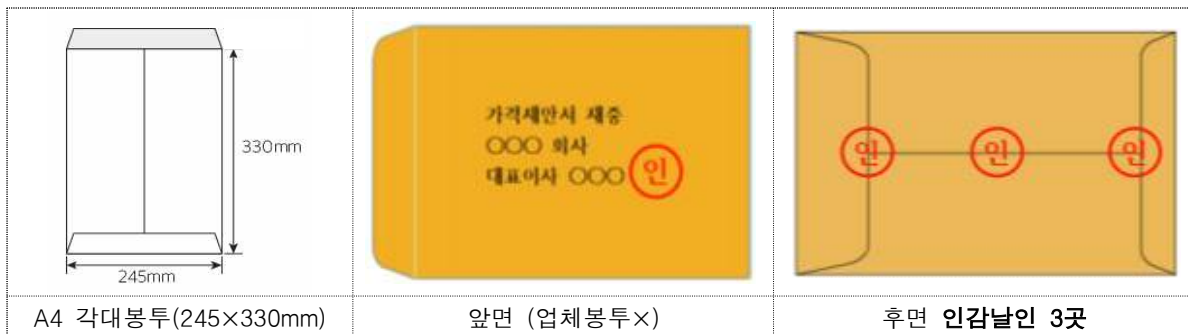 330mm
245mm
가격제안서 재중
○○○ 회사
대표이사 ○○○ 인
인 인 인
A4 각대봉투(245×330mm)
앞면 (업체봉투×)
후면 인감날인 3곳